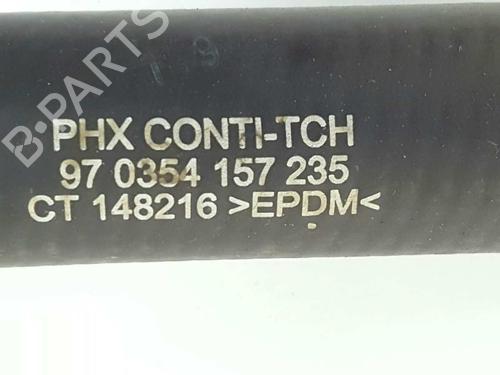 B-PARTS
PHX CONTI-TCH
97 0354 157 235
CT 148216 >EPDM<